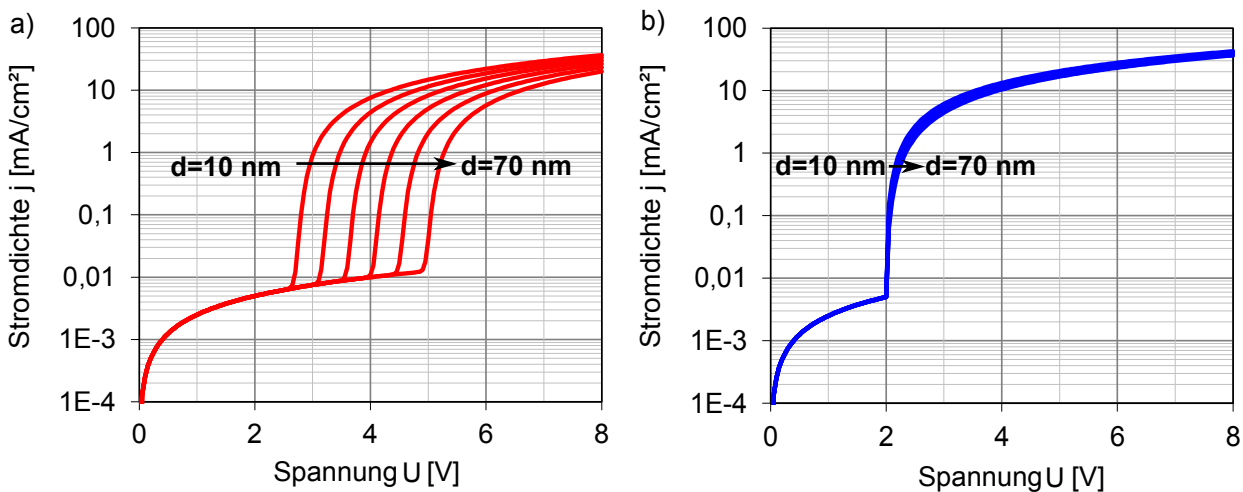 a)
Stromdichte j [mA/cm²]
100
10
1
0,1
0,01
1E-3
1E-4
d=10 nm
d=70 nm
0
2
4
6
8
Spannung U [V]
b)
Stromdichte j [mA/cm²]
100
10
1
0,1
0,01
1E-3
1E-4
d=10 nm
d=70 nm
0
2
4
6
8
Spannung U [V]